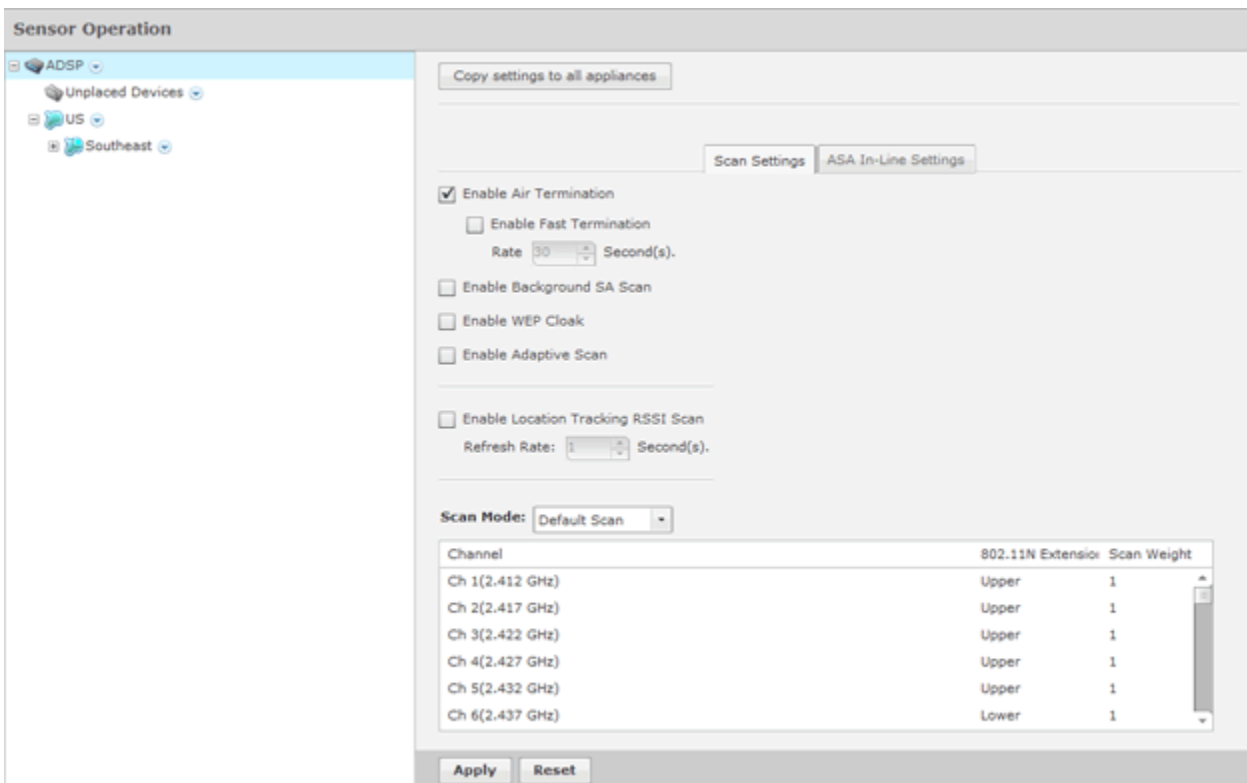 Sensor Operation
ADSP
Unplaced Devices
US
Southeast
Copy settings to all appliances
Scan Settings
ASA In-Line Settings
Enable Air Termination
Enable Fast Termination
Rate 30 Second(s).
Enable Background SA Scan
Enable WEP Cloak
Enable Adaptive Scan
Enable Location Tracking RSSI Scan
Refresh Rate: 1 Second(s).
Scan Mode: Default Scan
Channel 802.11N Extension Scan Weight
Ch 1(2.412 GHz) Upper 1
Ch 2(2.417 GHz) Upper 1
Ch 3(2.422 GHz) Upper 1
Ch 4(2.427 GHz) Upper 1
Ch 5(2.432 GHz) Upper 1
Ch 6(2.437 GHz) Lower 1
Apply Reset